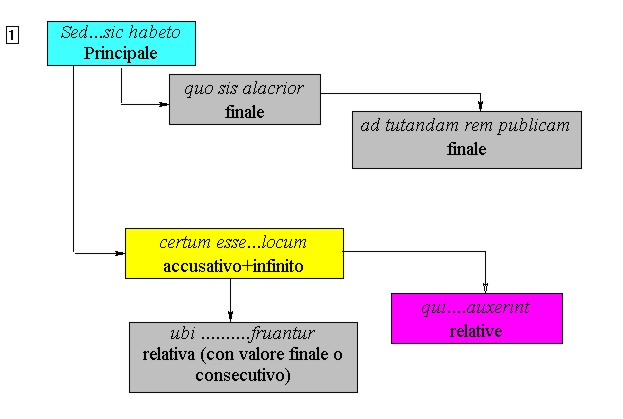 1
Sed...sic habeto
Principale
quo sis alacrior
finale
ad tutandam rem publicam
finale
certum esse...locum
accusativo+infinito
qui....auxerint
relative
ubi ..........fruantur
relativa (con valore finale o
consecutivo)